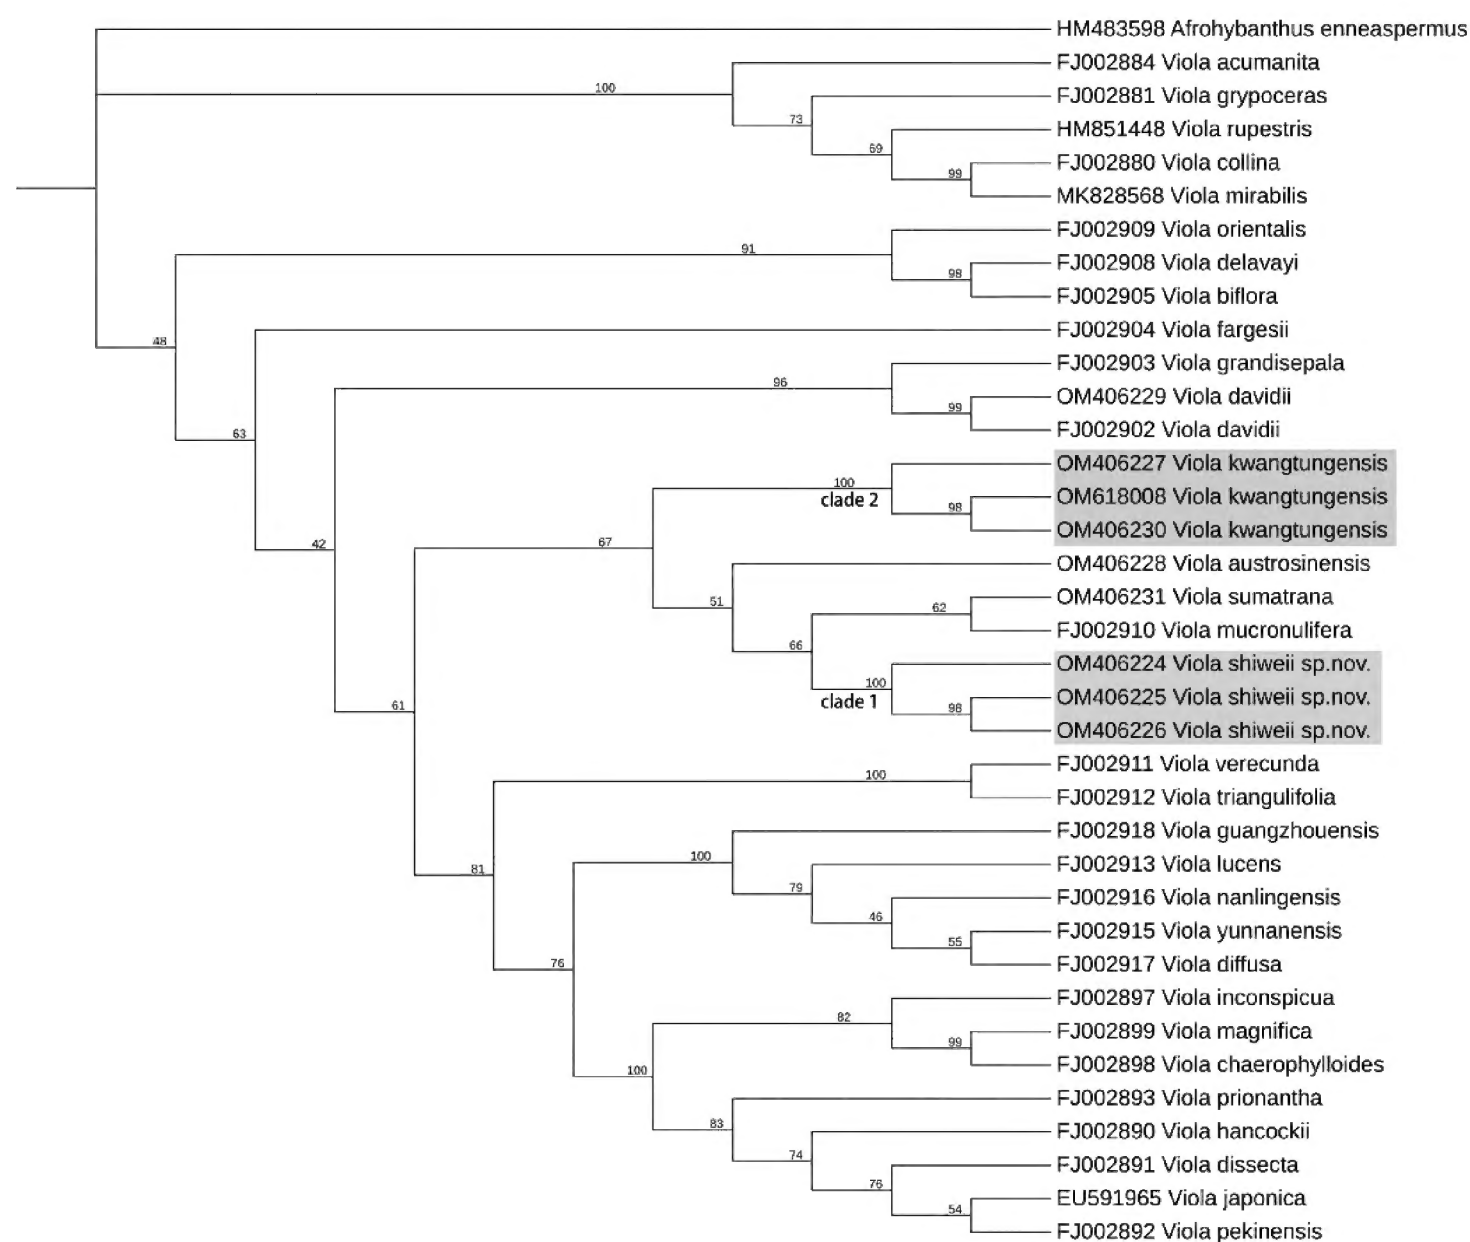 HM483598 Afrohybanthus enneaspermus
FJ002884 Viola acumanita
100
FJ002881 Viola grypoceras
73
HM851448 Viola rupestris
69
FJ002880 Viola collina
99
MK828568 Viola mirabilis
FJ002909 Viola orientalis
91
FJ002908 Viola delavayi
98
FJ002905 Viola biflora
FJ002904 Viola fargesii
48
FJ002903 Viola grandisepala
96
OM406229 Viola davidii
99
FJ002902 Viola davidii
63
OM406227 Viola kwangtungensis
100
clade 2
OM618008 Viola kwangtungensis
98
OM406230 Viola kwangtungensis
42
67
OM406228 Viola austrosinensis
OM406231 Viola sumatrana
51
62
FJ002910 Viola mucronulifera
66
OM406224 Viola shiweii sp.nov.
100
clade 1
OM406225 Viola shiweii sp.nov.
61
98
OM406226 Viola shiweii sp.nov.
FJ002911 Viola verecunda
100
FJ002912 Viola triangulifolia
FJ002918 Viola guangzhouensis
100
FJ002913 Viola lucens
81
79
FJ002916 Viola nanlingensis
46
FJ002915 Viola yunnanensis
55
FJ002917 Viola diffusa
76
FJ002897 Viola inconspicua
82
FJ002899 Viola magnifica
99
FJ002898 Viola chaerophylloides
100
FJ002893 Viola prionantha
83
FJ002890 Viola hancockii
74
FJ002891 Viola dissecta
76
EU591965 Viola japonica
54
FJ002892 Viola pekinensis